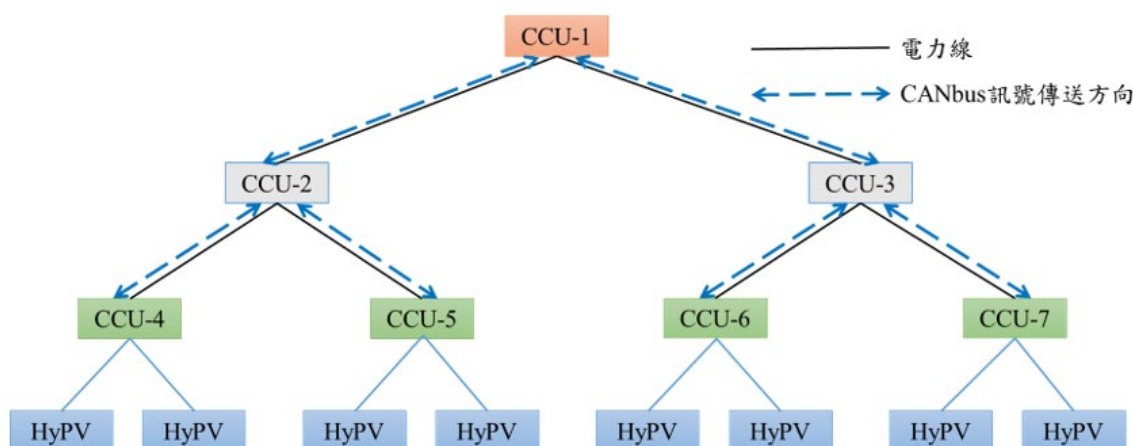 CCU-1
電力線
CANbus訊號傳送方向
CCU-2
CCU-3
CCU-4
CCU-5
CCU-6
CCU-7
HyPV
HyPV
HyPV
HyPV
HyPV
HyPV
HyPV
HyPV